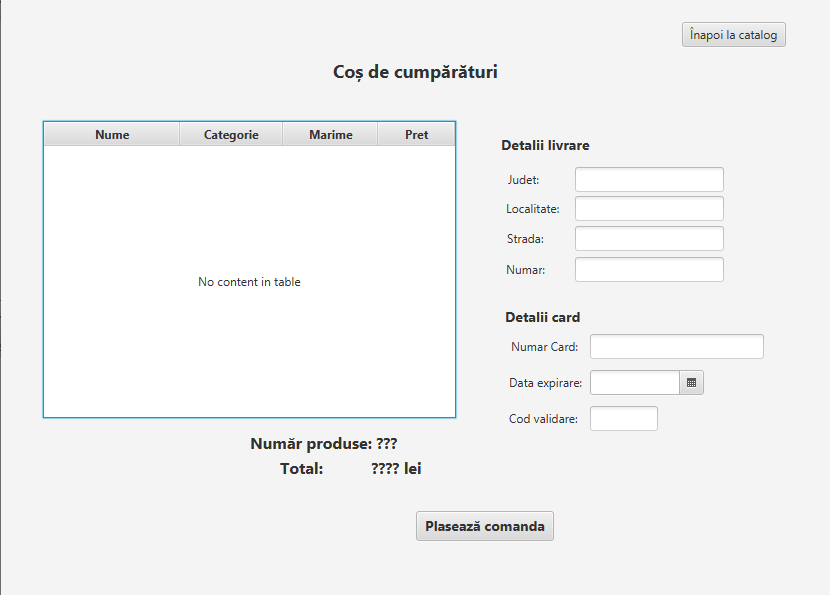 Înapoi la catalog
Coș de cumpărături
Nume Categorie Marime Pret
No content in table
Număr produse: ???
Total: ???? lei
Detalii livrare
Judet:
Localitate:
Strada:
Numar:
Detalii card
Numar Card:
Data expirare:
Cod validare:
Plasează comanda